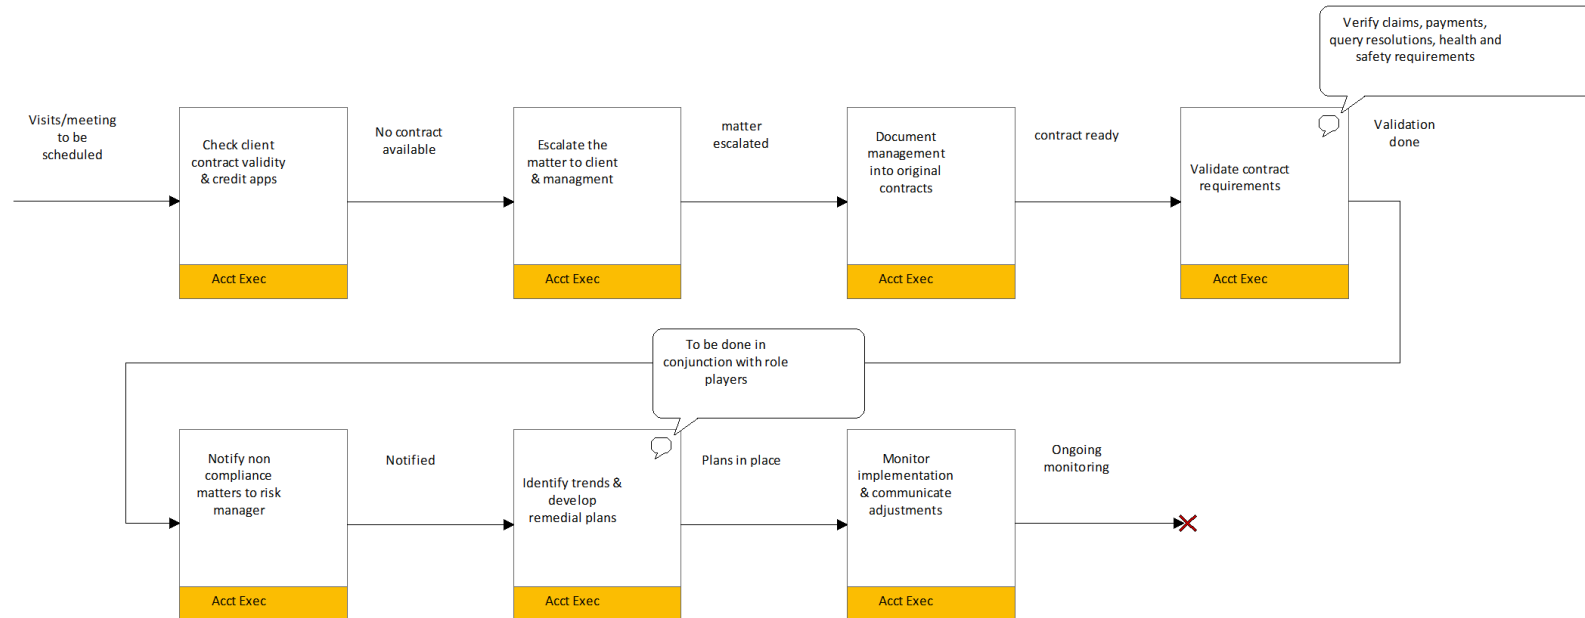 Verify claims, payments,
query resolutions, health and
safety requirements
Visits/meeting
to be
scheduled
Check client
contract validity
& credit apps
Acct Exec
No contract
available
Escalate the
matter to client
& managment
Acct Exec
matter
escalated
Document
management
into original
contracts
Acct Exec
contract ready
Validate contract
requirements
Acct Exec
Validation
done
To be done in
conjunction with role
players
Notify non
compliance
matters to risk
manager
Acct Exec
Notified
Identify trends &
develop
remedial plans
Acct Exec
Plans in place
Monitor
implementation
& communicate
adjustments
Acct Exec
Ongoing
monitoring